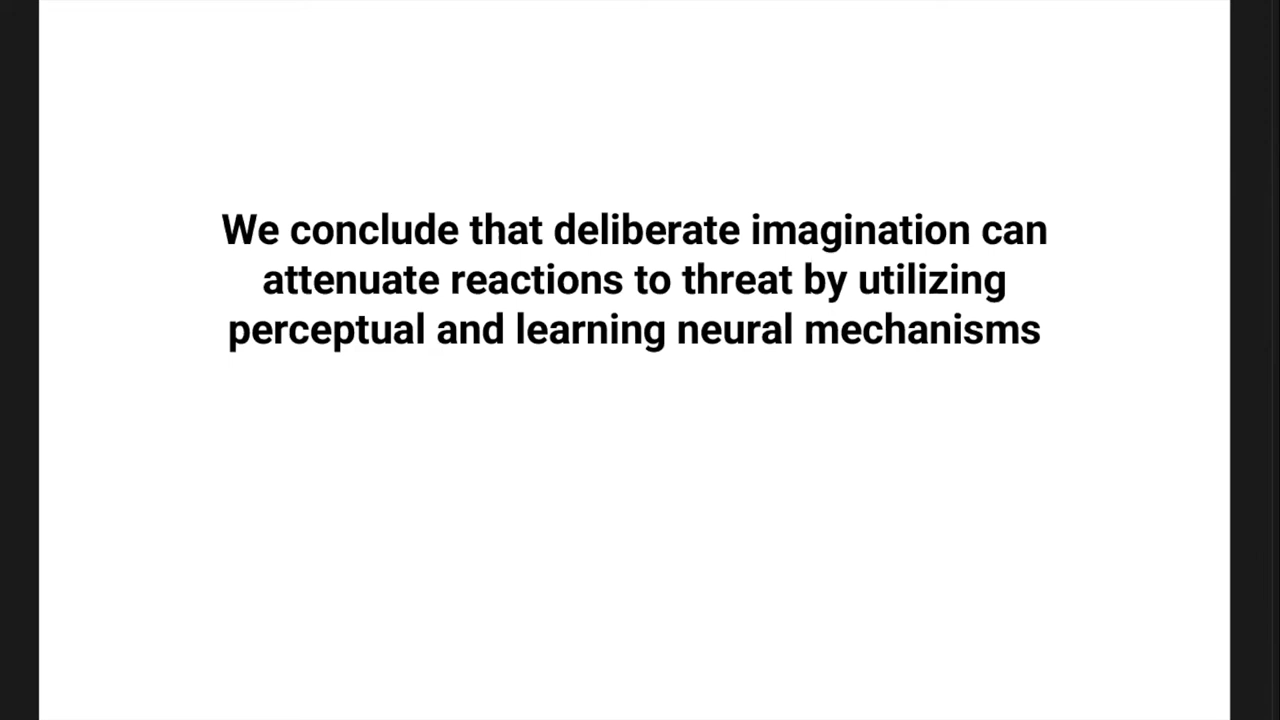 We conclude that deliberate imagination can
attenuate reactions to threat by utilizing
perceptual and learning neural mechanisms